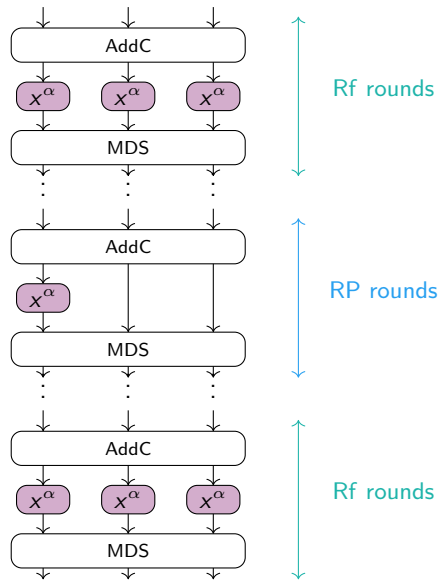 AddC
x^α x^α x^α
Rf rounds
MDS
⋮ ⋮ ⋮
AddC
x^α
RP rounds
MDS
⋮ ⋮ ⋮
AddC
x^α x^α x^α
Rf rounds
MDS